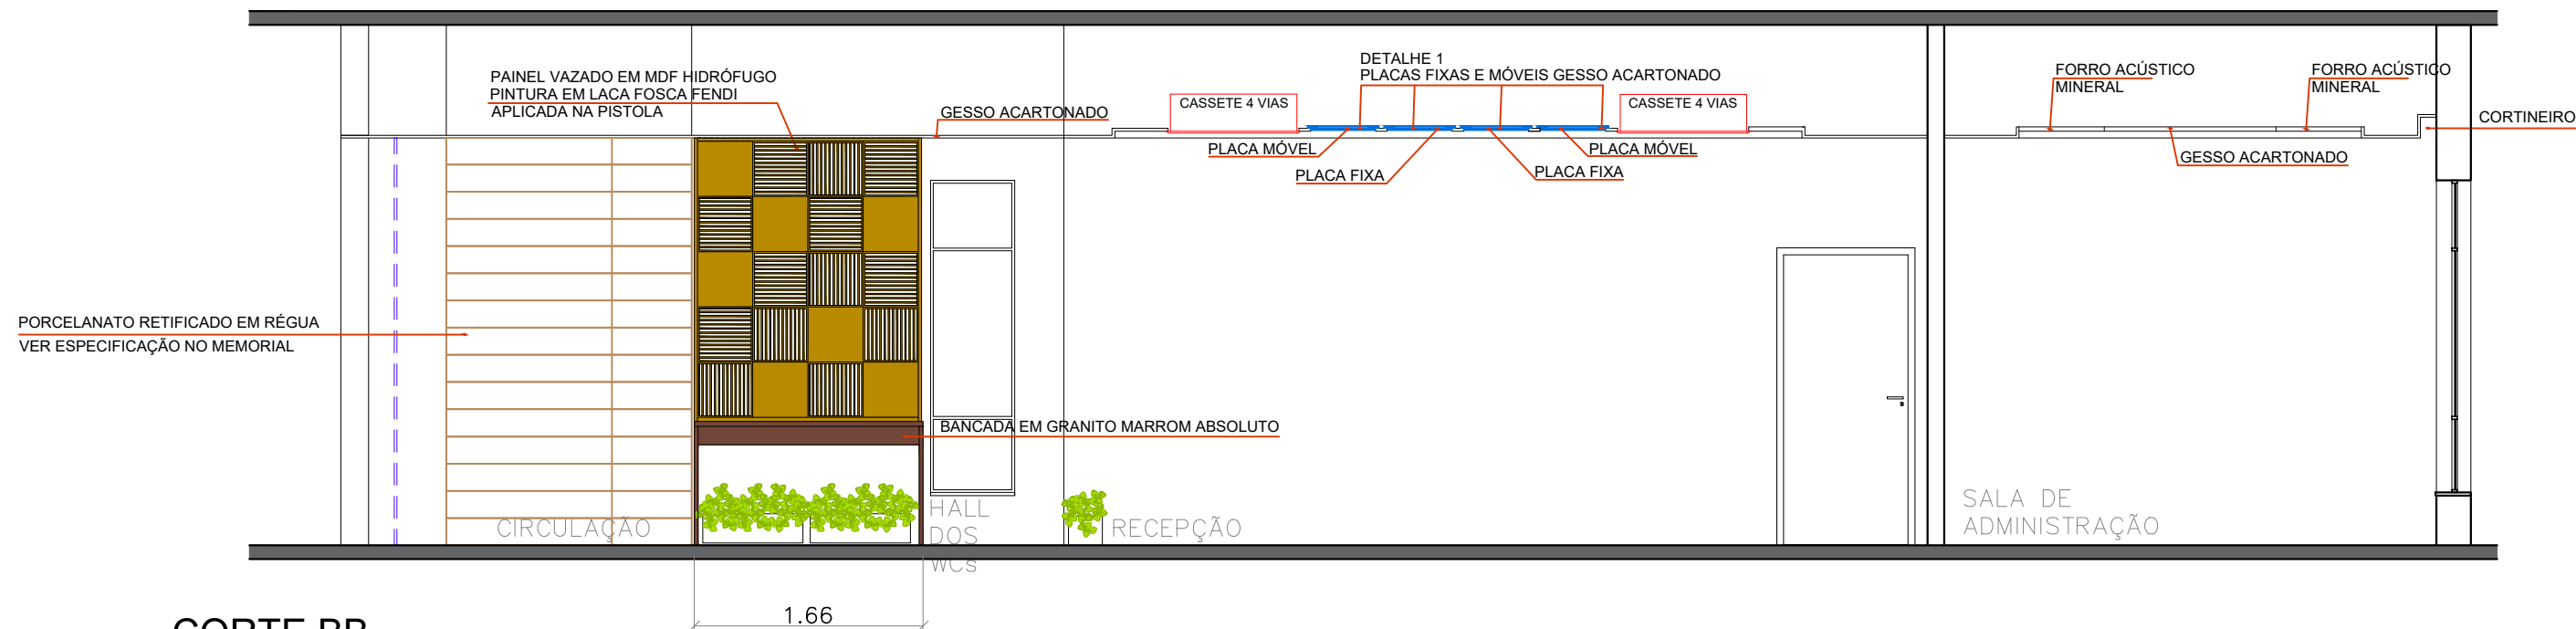 DETALHE 1
PLACAS FIXAS E MÓVEIS GESSO ACARTONADO
PAINEL VAZADO EM MDF HIDRÓFUGO
PINTURA EM LACA FOSCA FENDI
APLICADA NA PISTOLA
GESSO ACARTONADO
CASSETE 4 VIAS
CASSETE 4 VIAS
FORRO ACÚSTICO
MINERAL
FORRO ACÚSTICO
MINERAL
CORTINEIRO
PLACA MÓVEL
PLACA MÓVEL
PLACA FIXA
PLACA FIXA
GESSO ACARTONADO
PORCELANATO RETIFICADO EM RÉGUA
VER ESPECIFICAÇÃO NO MEMORIAL
BANCADA EM GRANITO MARROM ABSOLUTO
CIRCULAÇÃO
HALL
DOS
WCs
RECEPÇÃO
SALA DE
ADMINISTRAÇÃO
1.66
CORTE BB